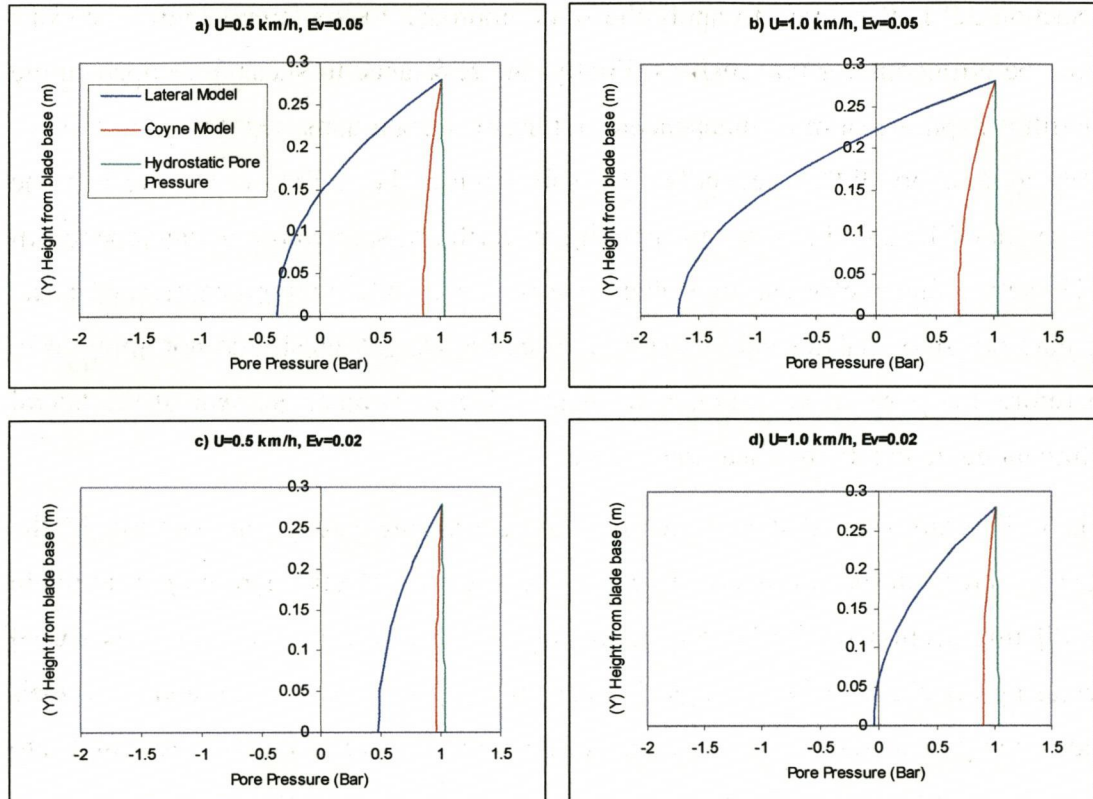 a) U=0.5 km/h, Ev=0.05
(Y) Height from blade base (m)
0.3
0.25
0.2
0.15
0.1
0.05
0
Lateral Model
Coyne Model
Hydrostatic Pore
Pressure
-2 -1.5 -1 -0.5 0 0.5 1 1.5
Pore Pressure (Bar)
b) U=1.0 km/h, Ev=0.05
(Y) Height from blade base (m)
0.3
0.25
0.2
0.15
0.1
0.05
0
-2 -1.5 -1 -0.5 0 0.5 1 1.5
Pore Pressure (Bar)
c) U=0.5 km/h, Ev=0.02
(Y) Height from blade base (m)
0.3
0.25
0.2
0.15
0.1
0.05
0
-2 -1.5 -1 -0.5 0 0.5 1 1.5
Pore Pressure (Bar)
d) U=1.0 km/h, Ev=0.02
(Y) Height from blade base (m)
0.3
0.25
0.2
0.15
0.1
0.05
0
-2 -1.5 -1 -0.5 0 0.5 1 1.5
Pore Pressure (Bar)